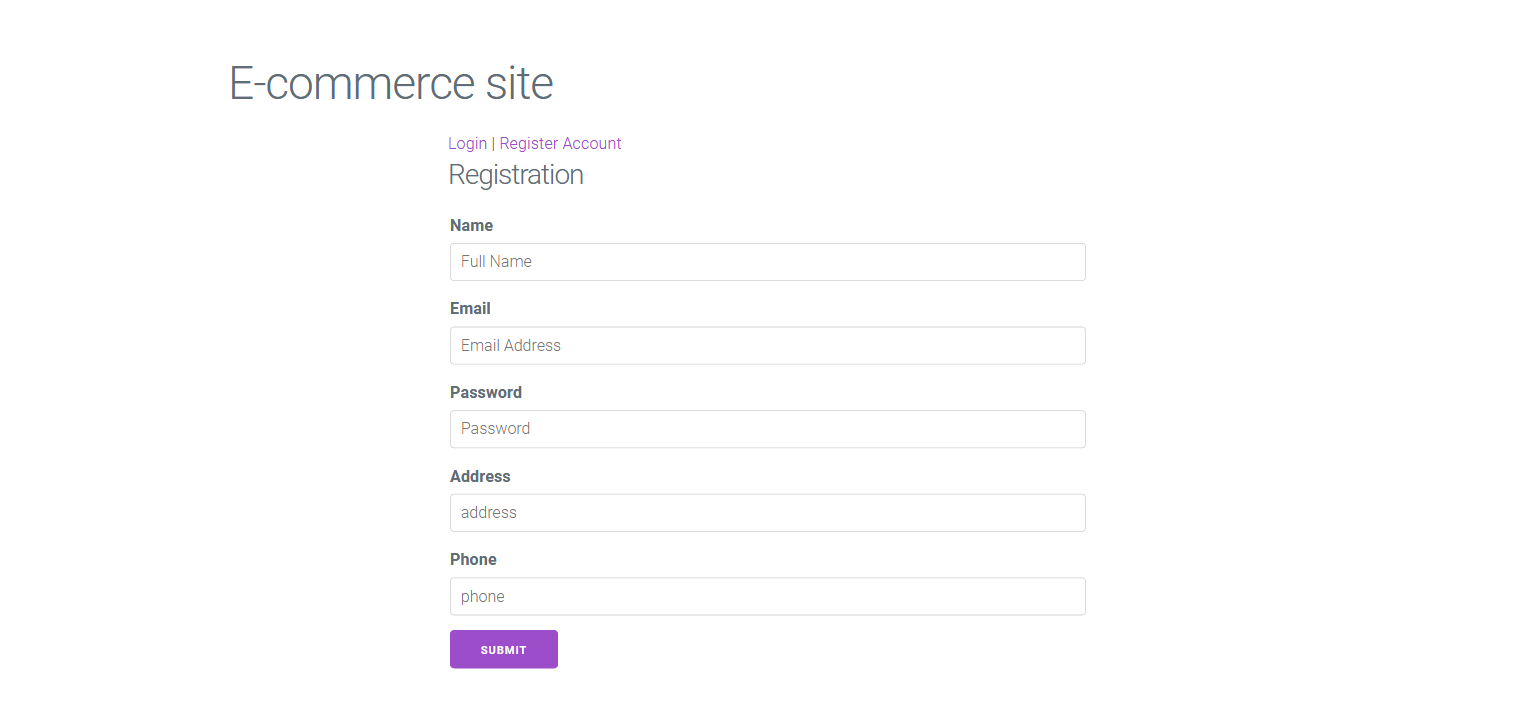 E-commerce site
Login | Register Account
Registration
Name
Full Name
Email
Email Address
Password
Password
Address
address
Phone
phone
SUBMIT